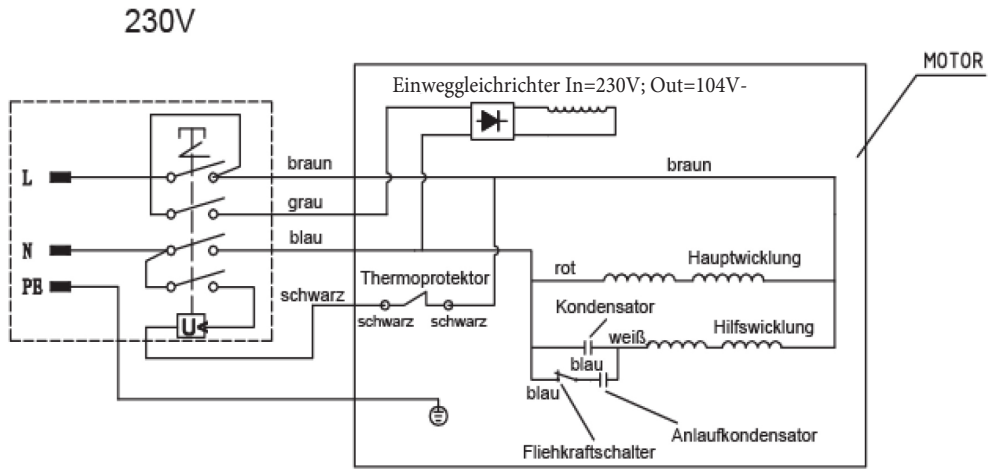 230V
MOTOR
Einweggleichrichter In=230V; Out=104V-
braun
braun
L
grau
blau
N
Hauptwicklung
rot
Thermoprotektor
PE
schwarz
Kondensator
schwarz
schwarz
Hilfswicklung
weiß
U<
blau
blau
Anlaufkondensator
Fliehkraftschalter